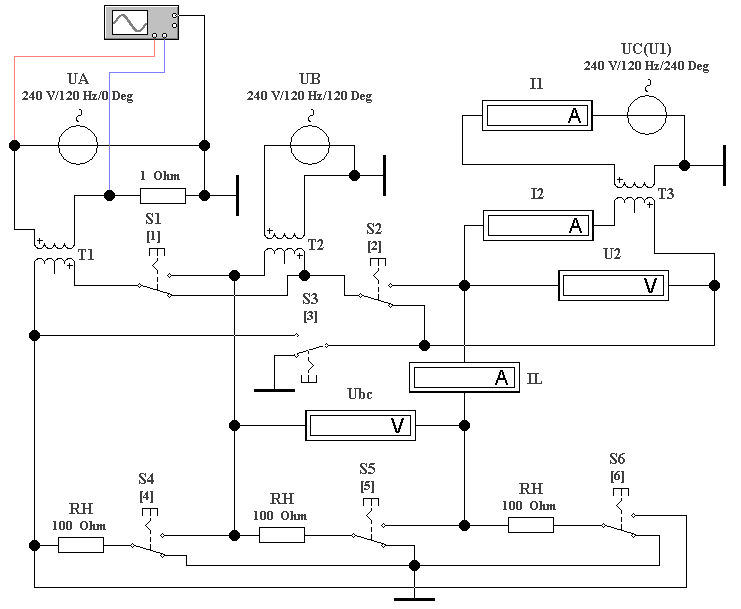 UA
240 V/120 Hz/0 Deg
UB
240 V/120 Hz/120 Deg
UC(U1)
240 V/120 Hz/240 Deg
I1
A
1 Ohm
S1
[1]
T1
T2
S2
[2]
I2
A
T3
U2
V
S3
[3]
A
IL
Ubc
V
S4
[4]
RH
100 Ohm
S5
[5]
RH
100 Ohm
S6
[6]
RH
100 Ohm